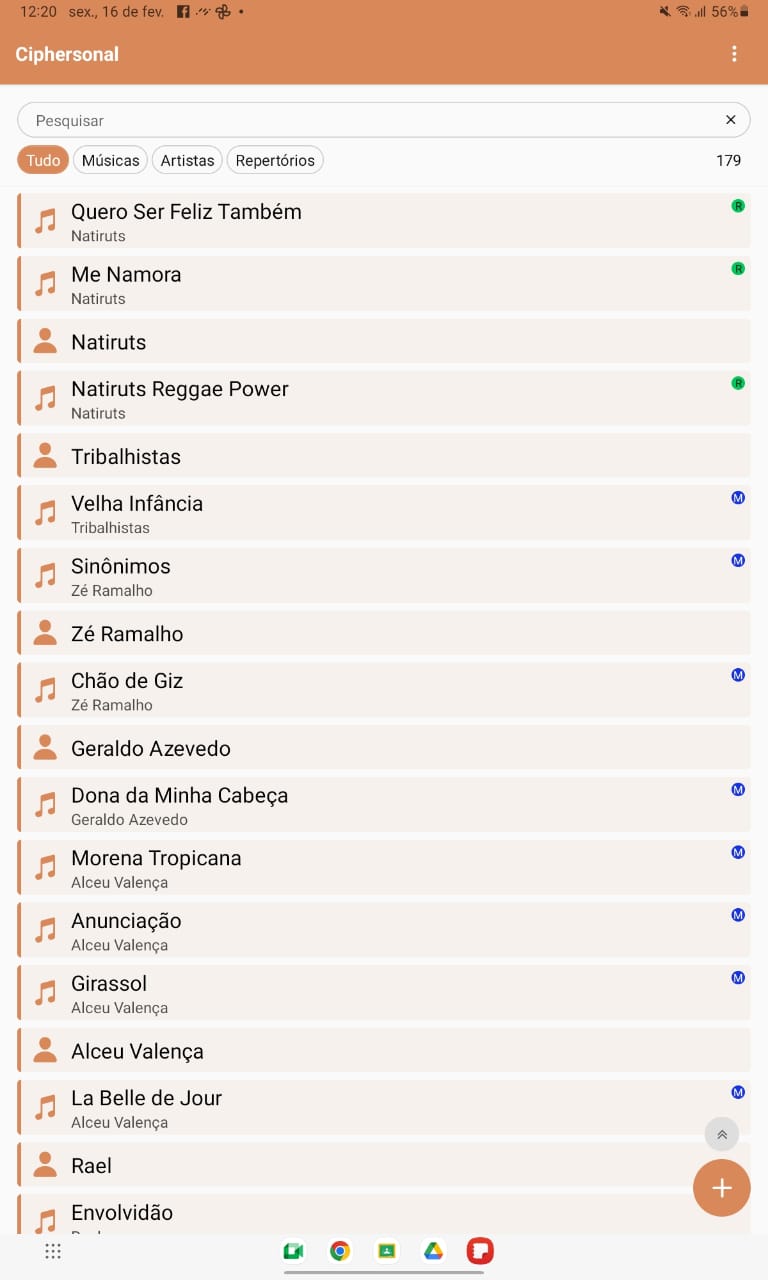 12:20 sex., 16 de fev.
56%
Ciphersonal
Pesquisar
Tudo
Músicas
Artistas
Repertórios
179
Quero Ser Feliz Também
R
Natiruts
Me Namora
R
Natiruts
Natiruts
Natiruts Reggae Power
R
Natiruts
Tribalhistas
Velha Infância
M
Tribalhistas
Sinônimos
M
Zé Ramalho
Zé Ramalho
Chão de Giz
M
Zé Ramalho
Geraldo Azevedo
Dona da Minha Cabeça
M
Geraldo Azevedo
Morena Tropicana
M
Alceu Valença
Anunciação
M
Alceu Valença
Girassol
M
Alceu Valença
Alceu Valença
La Belle de Jour
M
Alceu Valença
Rael
Envolvidão